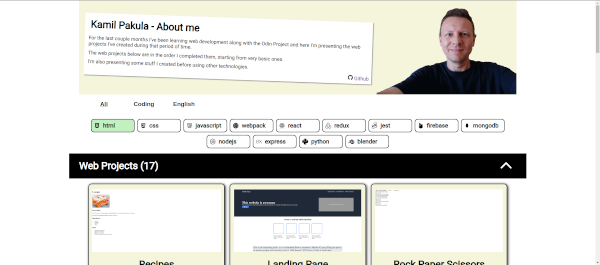 Kamil Pakula - About me
For the last couple months I've been learning web development along with the Odin Project and here I'm presenting the web
projects I've created during that period of time.
The web projects below are in the order I completed them, starting from very basic ones.
I'm also presenting some stuff I created before using other technologies.
Github
All Coding English
html css javascript webpack react redux jest firebase mongodb
nodejs express python blender
Web Projects (17)
This website is awesome
Recipes Landing Page Rock Paper Scissors